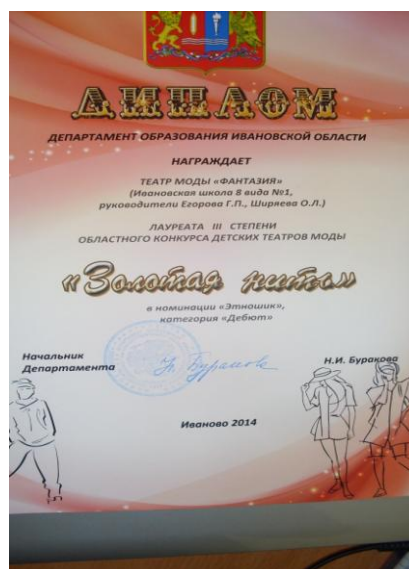 ДИПЛОМ
ДЕПАРТАМЕНТ ОБРАЗОВАНИЯ ИВАНОВСКОЙ ОБЛАСТИ
НАГРАЖДАЕТ
ТЕАТР МОДЫ «ФАНТАЗИЯ»
(Ивановская школа 8 вида №1,
руководители Егорова Г.П., Ширяева О.Л.)
ЛАУРЕАТА III СТЕПЕНИ
ОБЛАСТНОГО КОНКУРСА ДЕТСКИХ ТЕАТРОВ МОДЫ
«Золотая нить»
в номинации «Этношик»,
категория «Дебют»
Начальник
Департамента
Н.И. Буракова
Иваново 2014